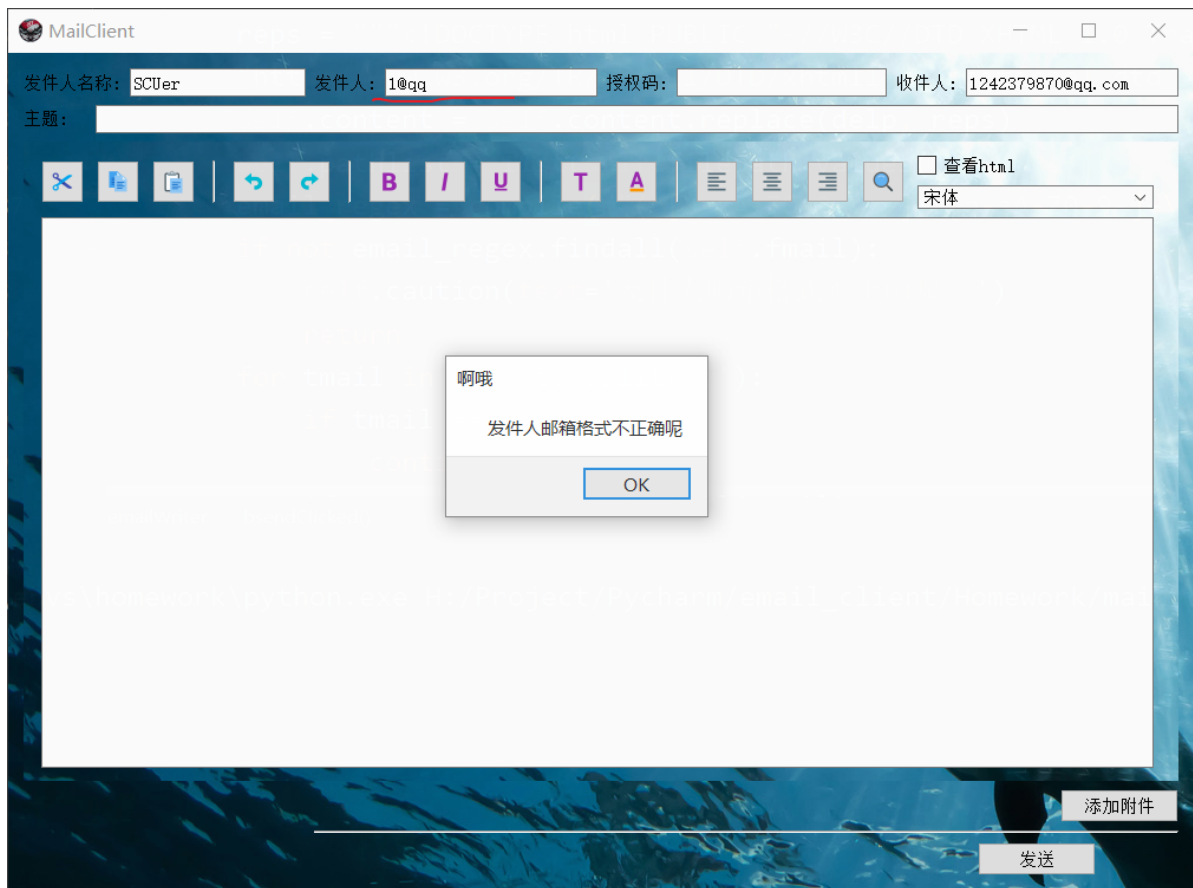 MailClient
发件人名称: SCUer 发件人: 1@qq 授权码: 收件人: 1242379870@qq.com
主题:
B I U T A 查看html
宋体
啊哦
发件人邮箱格式不正确呢
OK
添加附件
发送